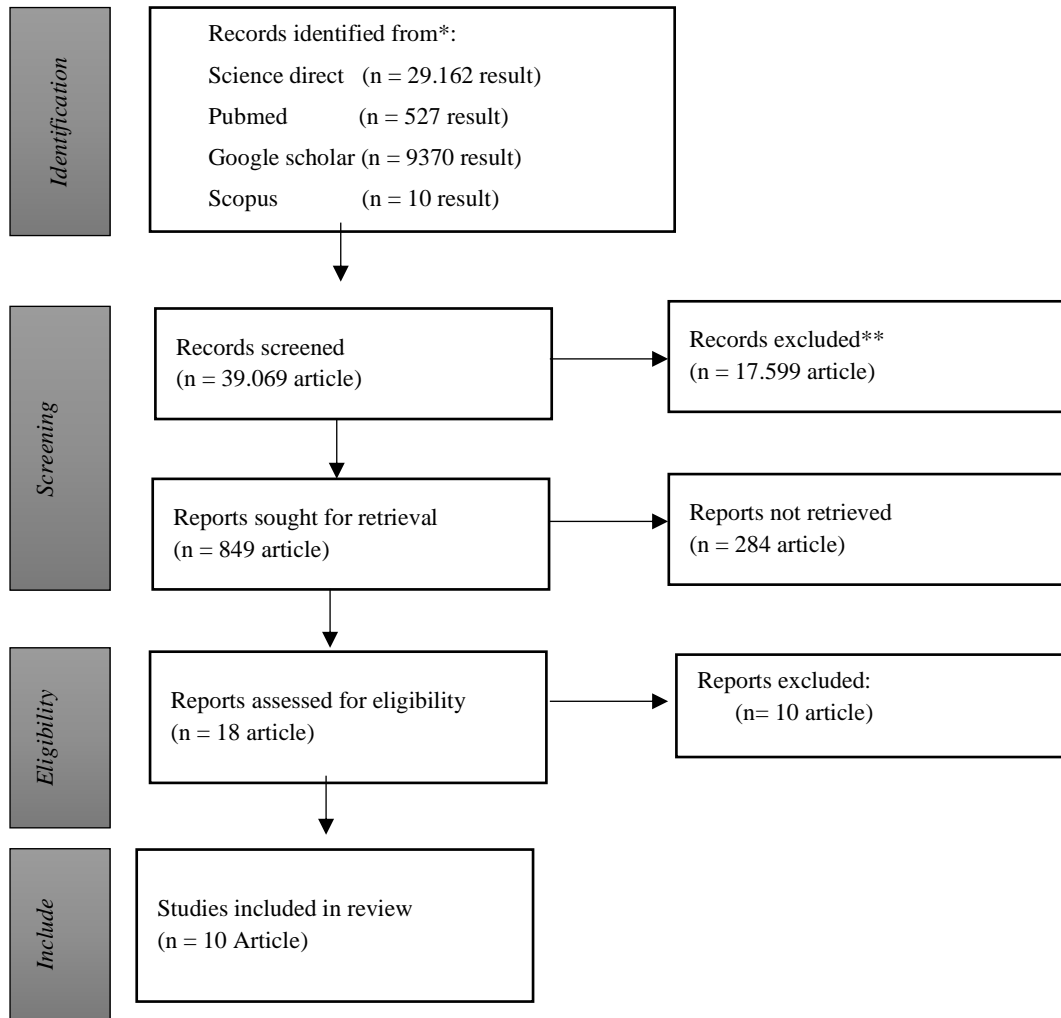 Identification
Records identified from*:
Science direct (n = 29.162 result)
Pubmed (n = 527 result)
Google scholar (n = 9370 result)
Scopus (n = 10 result)
Screening
Records screened
(n = 39.069 article)
Records excluded**
(n = 17.599 article)
Reports sought for retrieval
(n = 849 article)
Reports not retrieved
(n = 284 article)
Eligibility
Reports assessed for eligibility
(n = 18 article)
Reports excluded:
(n= 10 article)
Include
Studies included in review
(n = 10 Article)